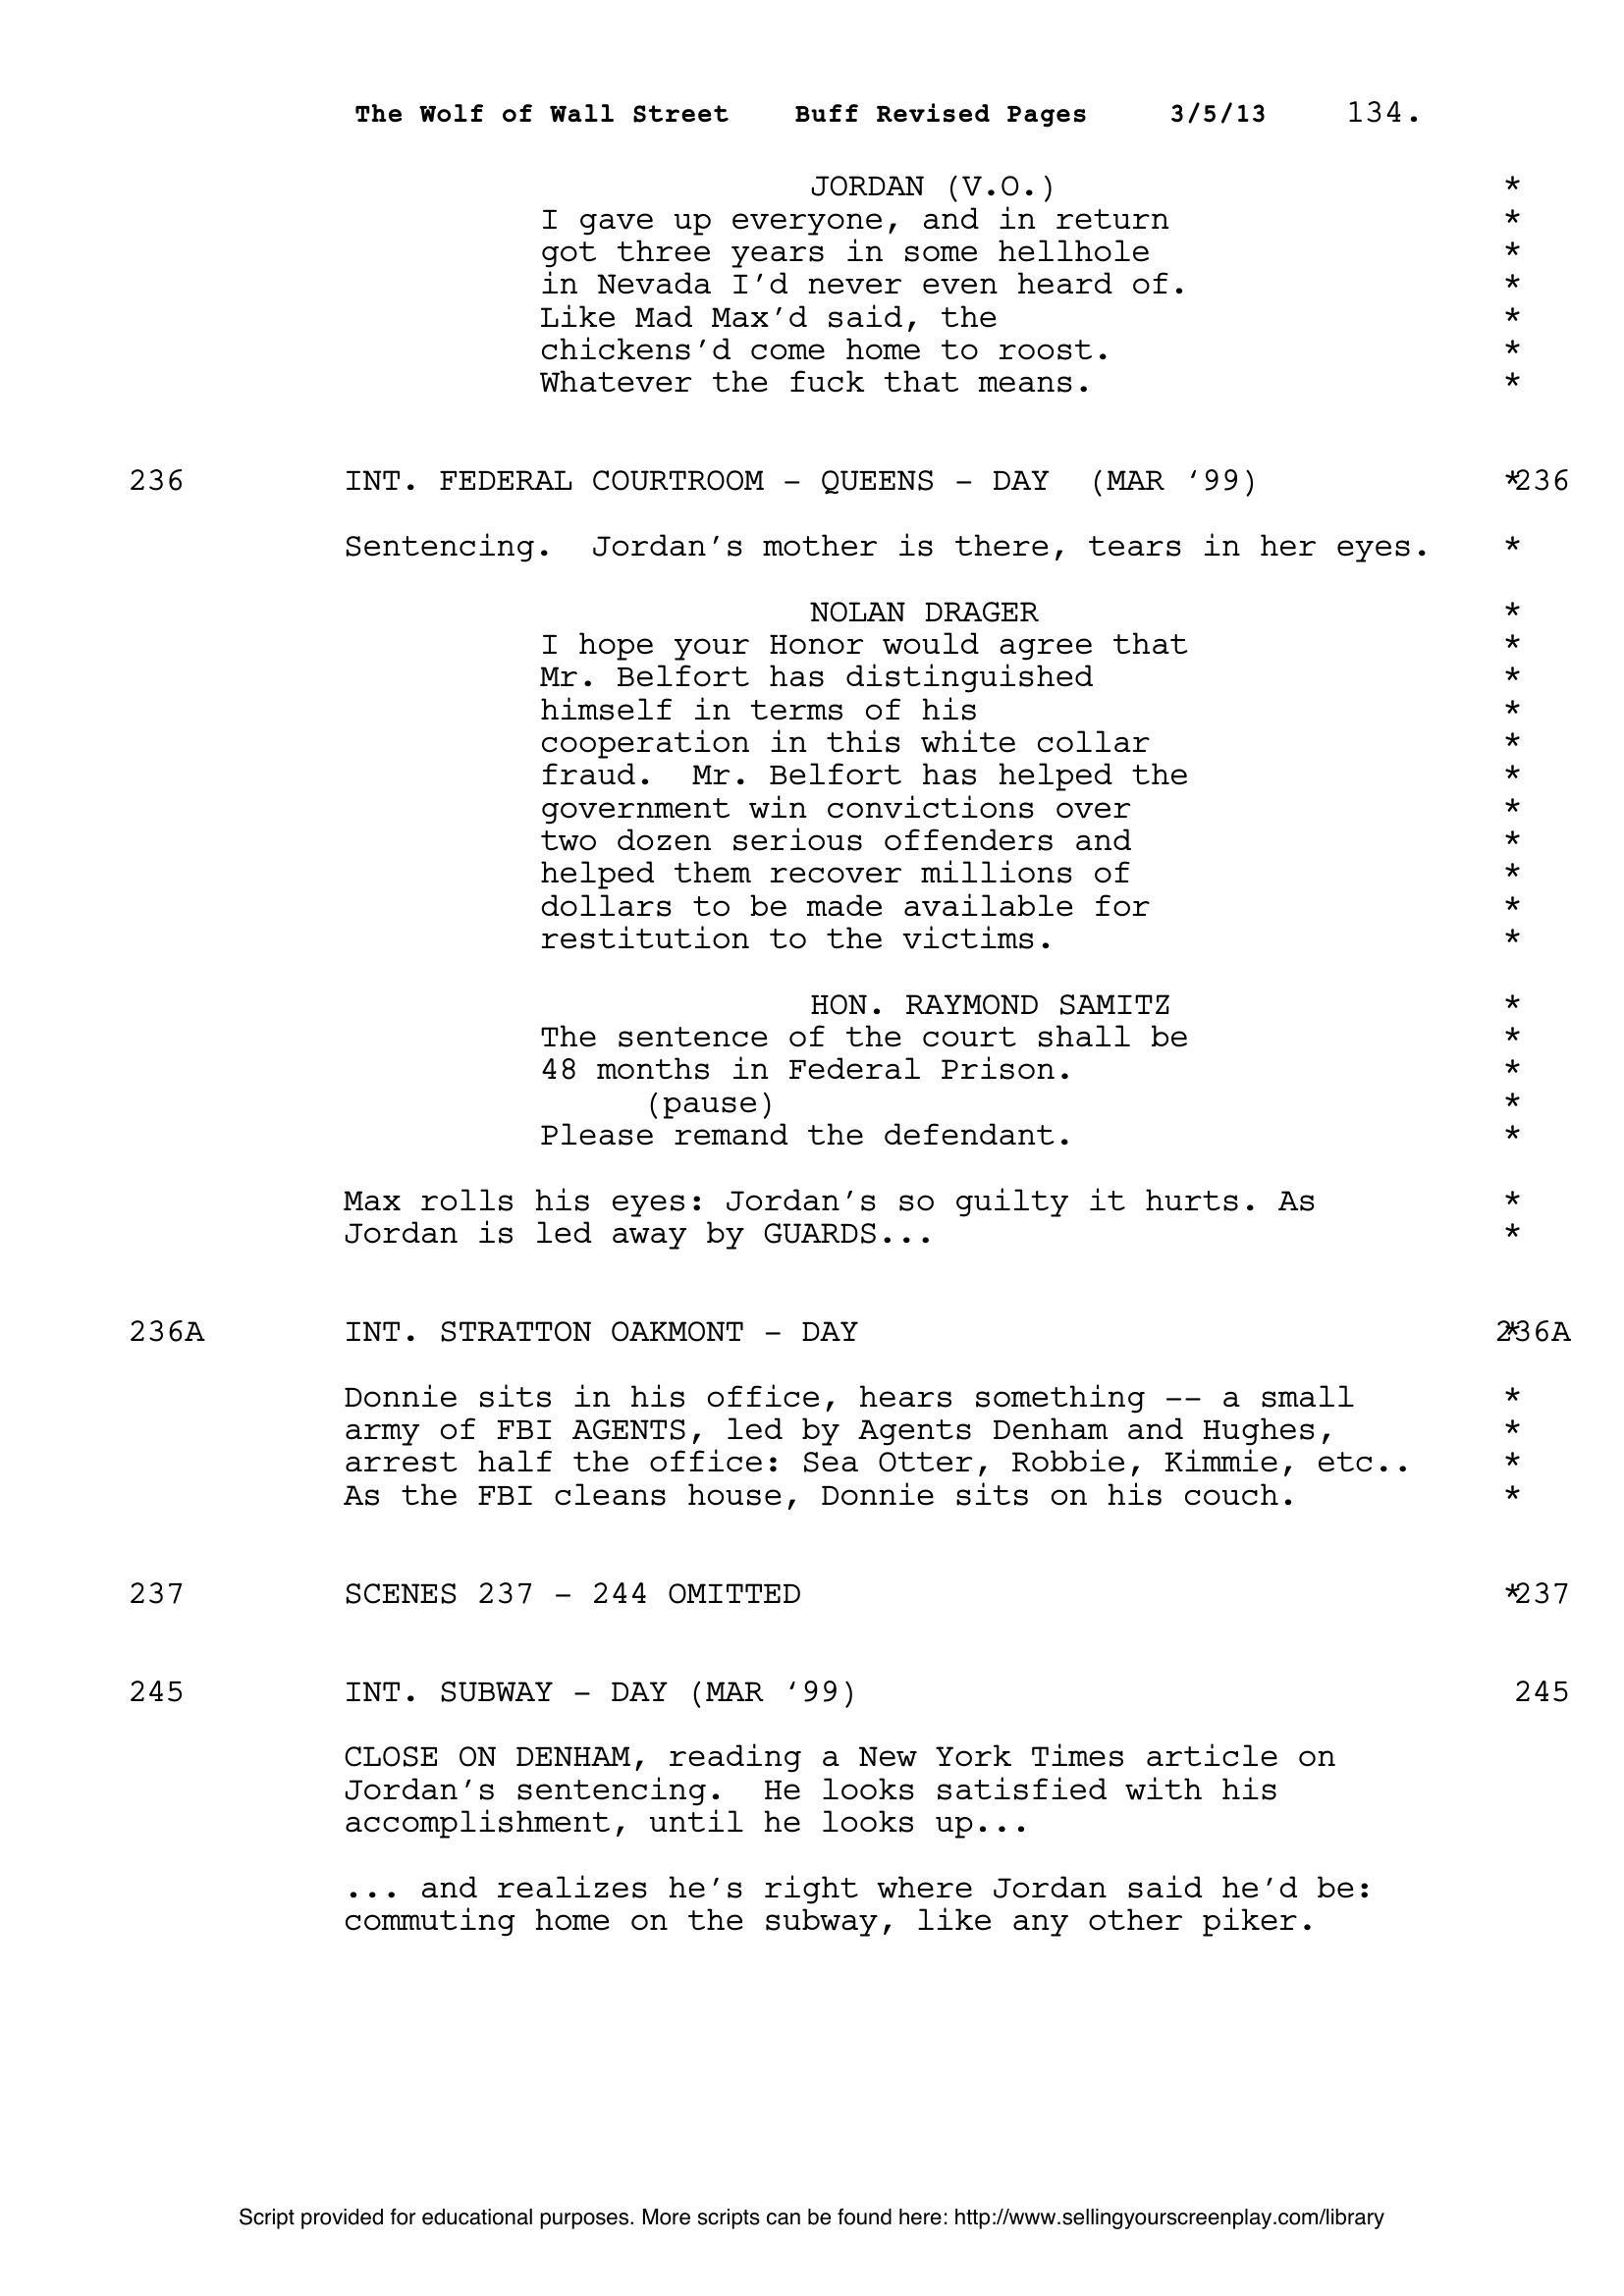 The Wolf of Wall Street    Buff Revised Pages    3/5/13    134.
JORDAN (V.O.) *
I gave up everyone, and in return *
got three years in some hellhole *
in Nevada I’d never even heard of. *
Like Mad Max’d said, the *
chickens’d come home to roost. *
Whatever the fuck that means. *
236 INT. FEDERAL COURTROOM – QUEENS – DAY  (MAR ‘99) *236
Sentencing.  Jordan’s mother is there, tears in her eyes. *
NOLAN DRAGER *
I hope your Honor would agree that *
Mr. Belfort has distinguished *
himself in terms of his *
cooperation in this white collar *
fraud.  Mr. Belfort has helped the *
government win convictions over *
two dozen serious offenders and *
helped them recover millions of *
dollars to be made available for *
restitution to the victims. *
HON. RAYMOND SAMITZ *
The sentence of the court shall be *
48 months in Federal Prison. *
(pause) *
Please remand the defendant. *
Max rolls his eyes: Jordan’s so guilty it hurts. As *
Jordan is led away by GUARDS... *
236A INT. STRATTON OAKMONT – DAY *236A
Donnie sits in his office, hears something -- a small *
army of FBI AGENTS, led by Agents Denham and Hughes, *
arrest half the office: Sea Otter, Robbie, Kimmie, etc.. *
As the FBI cleans house, Donnie sits on his couch. *
237 SCENES 237 – 244 OMITTED *237
245 INT. SUBWAY – DAY (MAR ‘99) 245
CLOSE ON DENHAM, reading a New York Times article on
Jordan’s sentencing.  He looks satisfied with his
accomplishment, until he looks up...
... and realizes he’s right where Jordan said he’d be:
commuting home on the subway, like any other piker.
Script provided for educational purposes. More scripts can be found here: http://www.sellingyourscreenplay.com/library